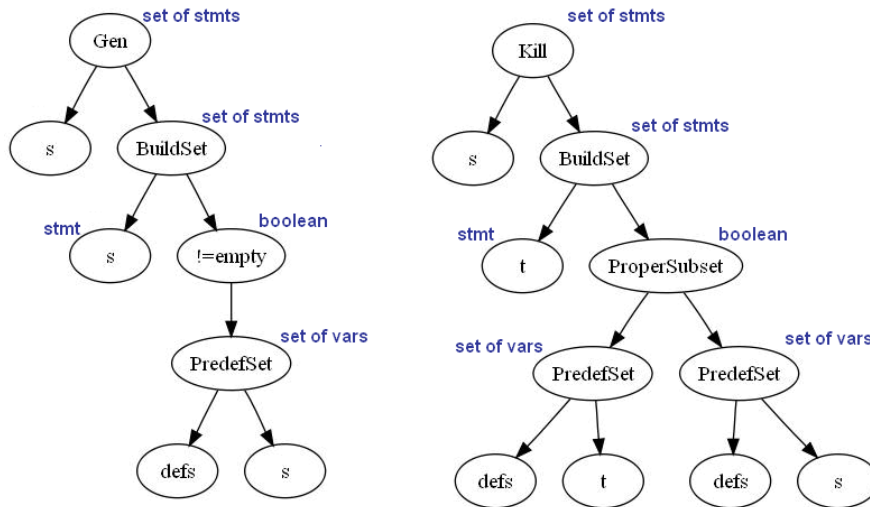 set of stmts
Gen
set of stmts
s
BuildSet
stmt
boolean
s
!=empty
set of vars
PredefSet
defs
s
set of stmts
Kill
set of stmts
s
BuildSet
stmt
boolean
t
ProperSubset
set of vars
set of vars
PredefSet
PredefSet
defs
t
defs
s